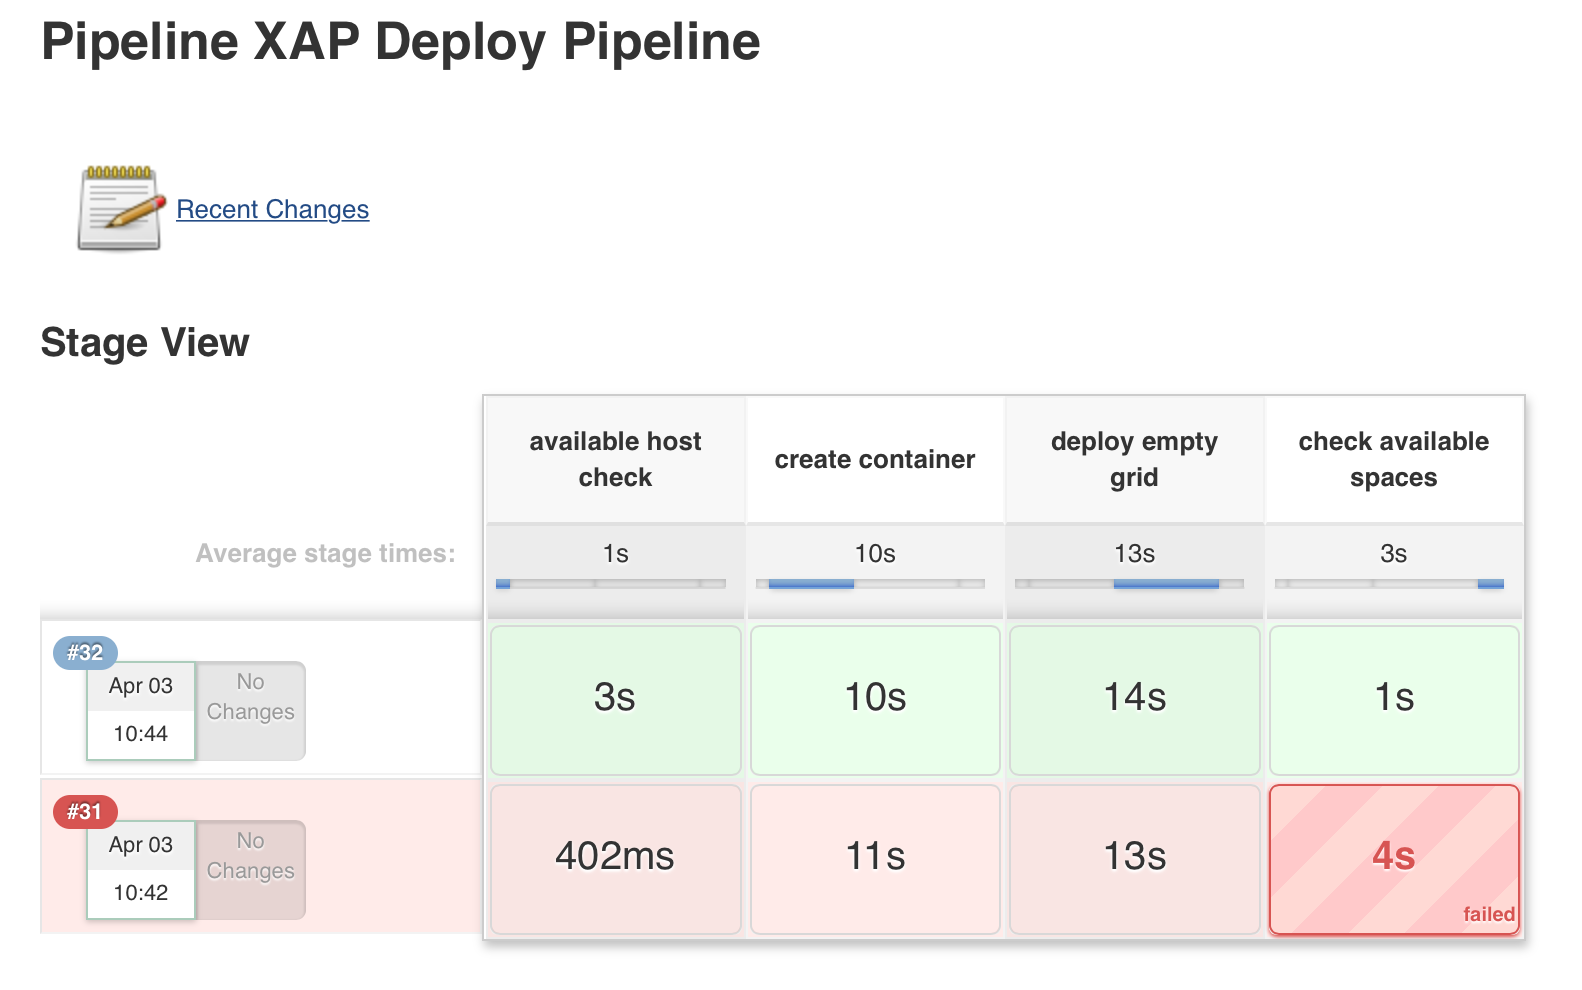 Pipeline XAP Deploy Pipeline
Recent Changes
Stage View
available host
check
create container
deploy empty
grid
check available
spaces
Average stage times:
1s
10s
13s
3s
#32
Apr 03
10:44
No
Changes
3s
10s
14s
1s
#31
Apr 03
10:42
No
Changes
402ms
11s
13s
4s
failed